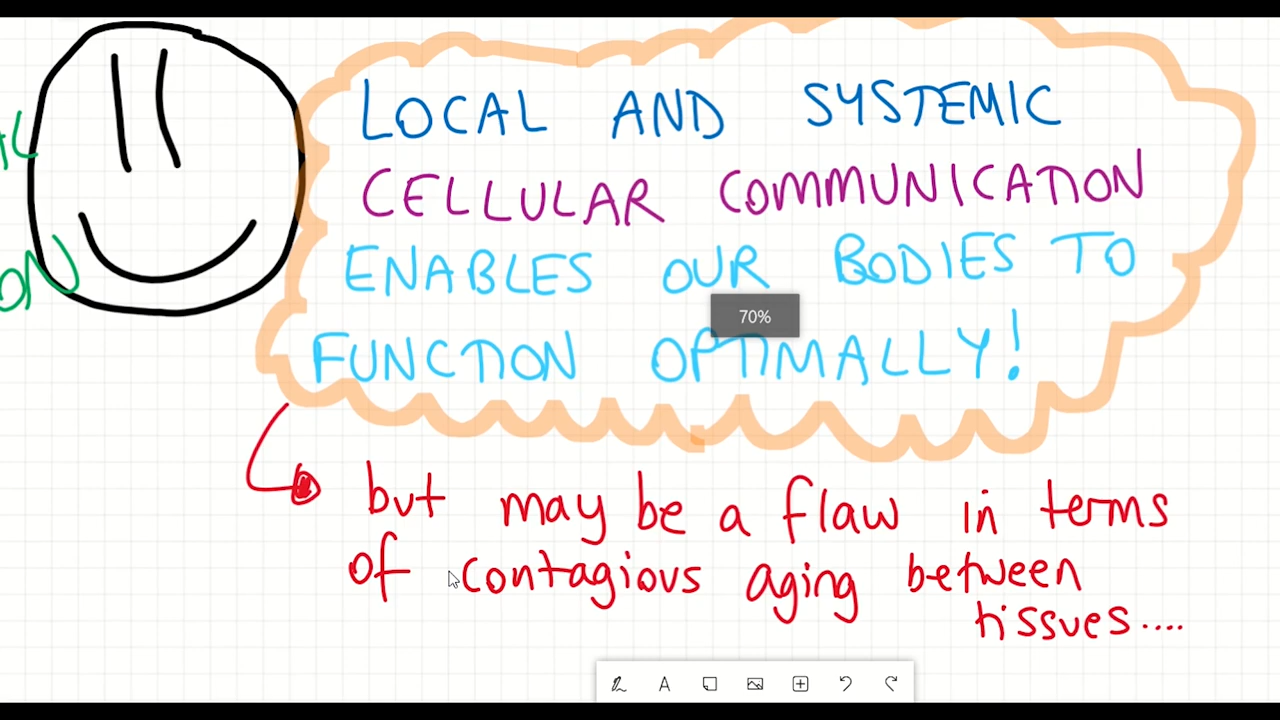 LOCAL AND SYSTEMIC
CELLULAR COMMUNICATION
ENABLES OUR BODIES TO
FUNCTION OPTIMALLY!
70%
but may be a flaw in terms
of contagious aging between
tissues....
A